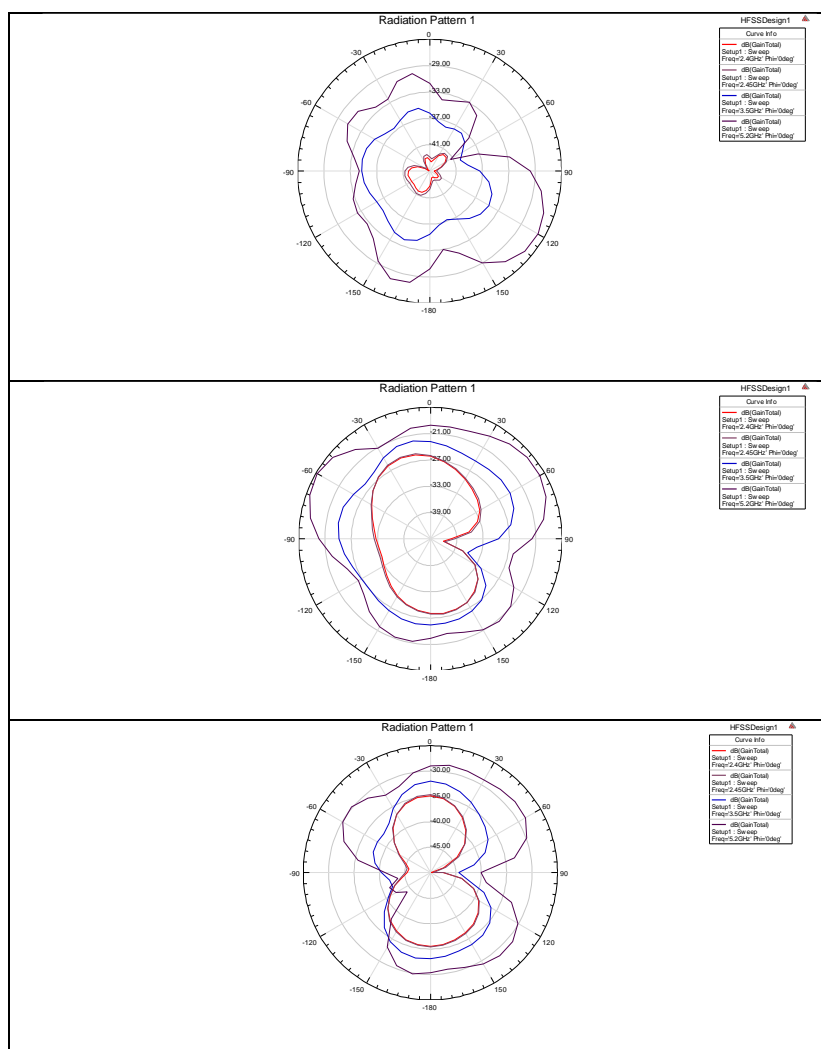 Radiation Pattern 1
HFSSDesign1
Curve Info
dB(GainTotal)
Setup1 : Sweep
Freq='2.4GHz' Phi='0deg'
dB(GainTotal)
Setup1 : Sweep
Freq='2.45GHz' Phi='0deg'
dB(GainTotal)
Setup1 : Sweep
Freq='3.5GHz' Phi='0deg'
dB(GainTotal)
Setup1 : Sweep
Freq='5.2GHz' Phi='0deg'
0
-30
30
-29.00
-33.00
-60
60
-37.00
-41.00
-90
90
-120
120
-150
150
-180
Radiation Pattern 1
HFSSDesign1
Curve Info
dB(GainTotal)
Setup1 : Sweep
Freq='2.4GHz' Phi='0deg'
dB(GainTotal)
Setup1 : Sweep
Freq='2.45GHz' Phi='0deg'
dB(GainTotal)
Setup1 : Sweep
Freq='3.5GHz' Phi='0deg'
dB(GainTotal)
Setup1 : Sweep
Freq='5.2GHz' Phi='0deg'
0
-30
30
-21.00
-27.00
-60
60
-33.00
-39.00
-90
90
-120
120
-150
150
-180
Radiation Pattern 1
HFSSDesign1
Curve Info
dB(GainTotal)
Setup1 : Sweep
Freq='2.4GHz' Phi='0deg'
dB(GainTotal)
Setup1 : Sweep
Freq='2.45GHz' Phi='0deg'
dB(GainTotal)
Setup1 : Sweep
Freq='3.5GHz' Phi='0deg'
dB(GainTotal)
Setup1 : Sweep
Freq='5.2GHz' Phi='0deg'
0
-30
30
-30.00
-35.00
-60
60
-40.00
-45.00
-90
90
-120
120
-150
150
-180